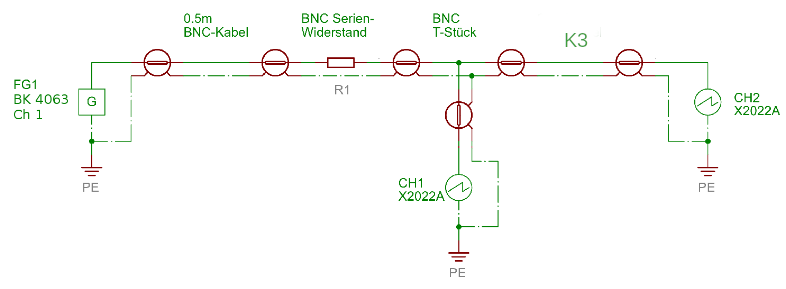 0.5m
BNC-Kabel
BNC Serien-
Widerstand
BNC
T-Stück
K3
FG1
BK 4063
Ch 1
G
R1
CH2
X2022A
PE
CH1
X2022A
PE
PE